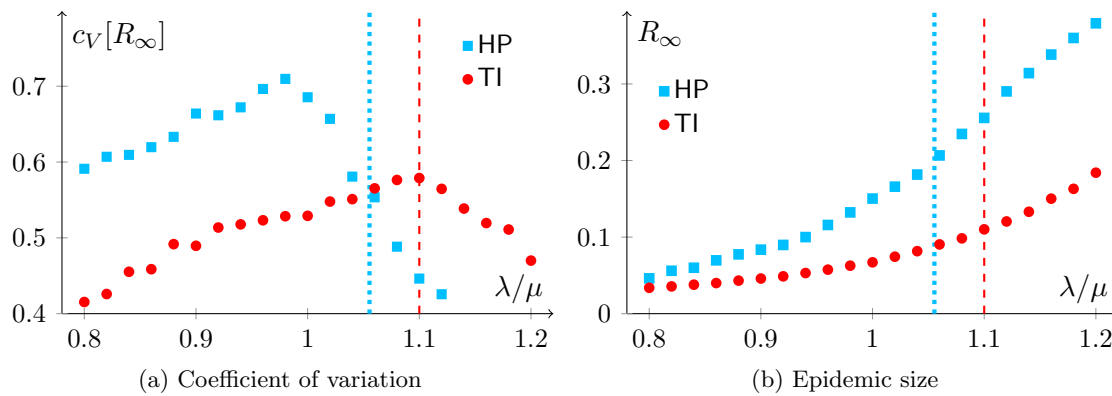 c_V[R_∞]
HP
TI
0.7
0.6
0.5
0.4
λ/μ
0.8 0.9 1 1.1 1.2
(a) Coefficient of variation
R_∞
HP
TI
0.3
0.2
0.1
0
λ/μ
0.8 0.9 1 1.1 1.2
(b) Epidemic size